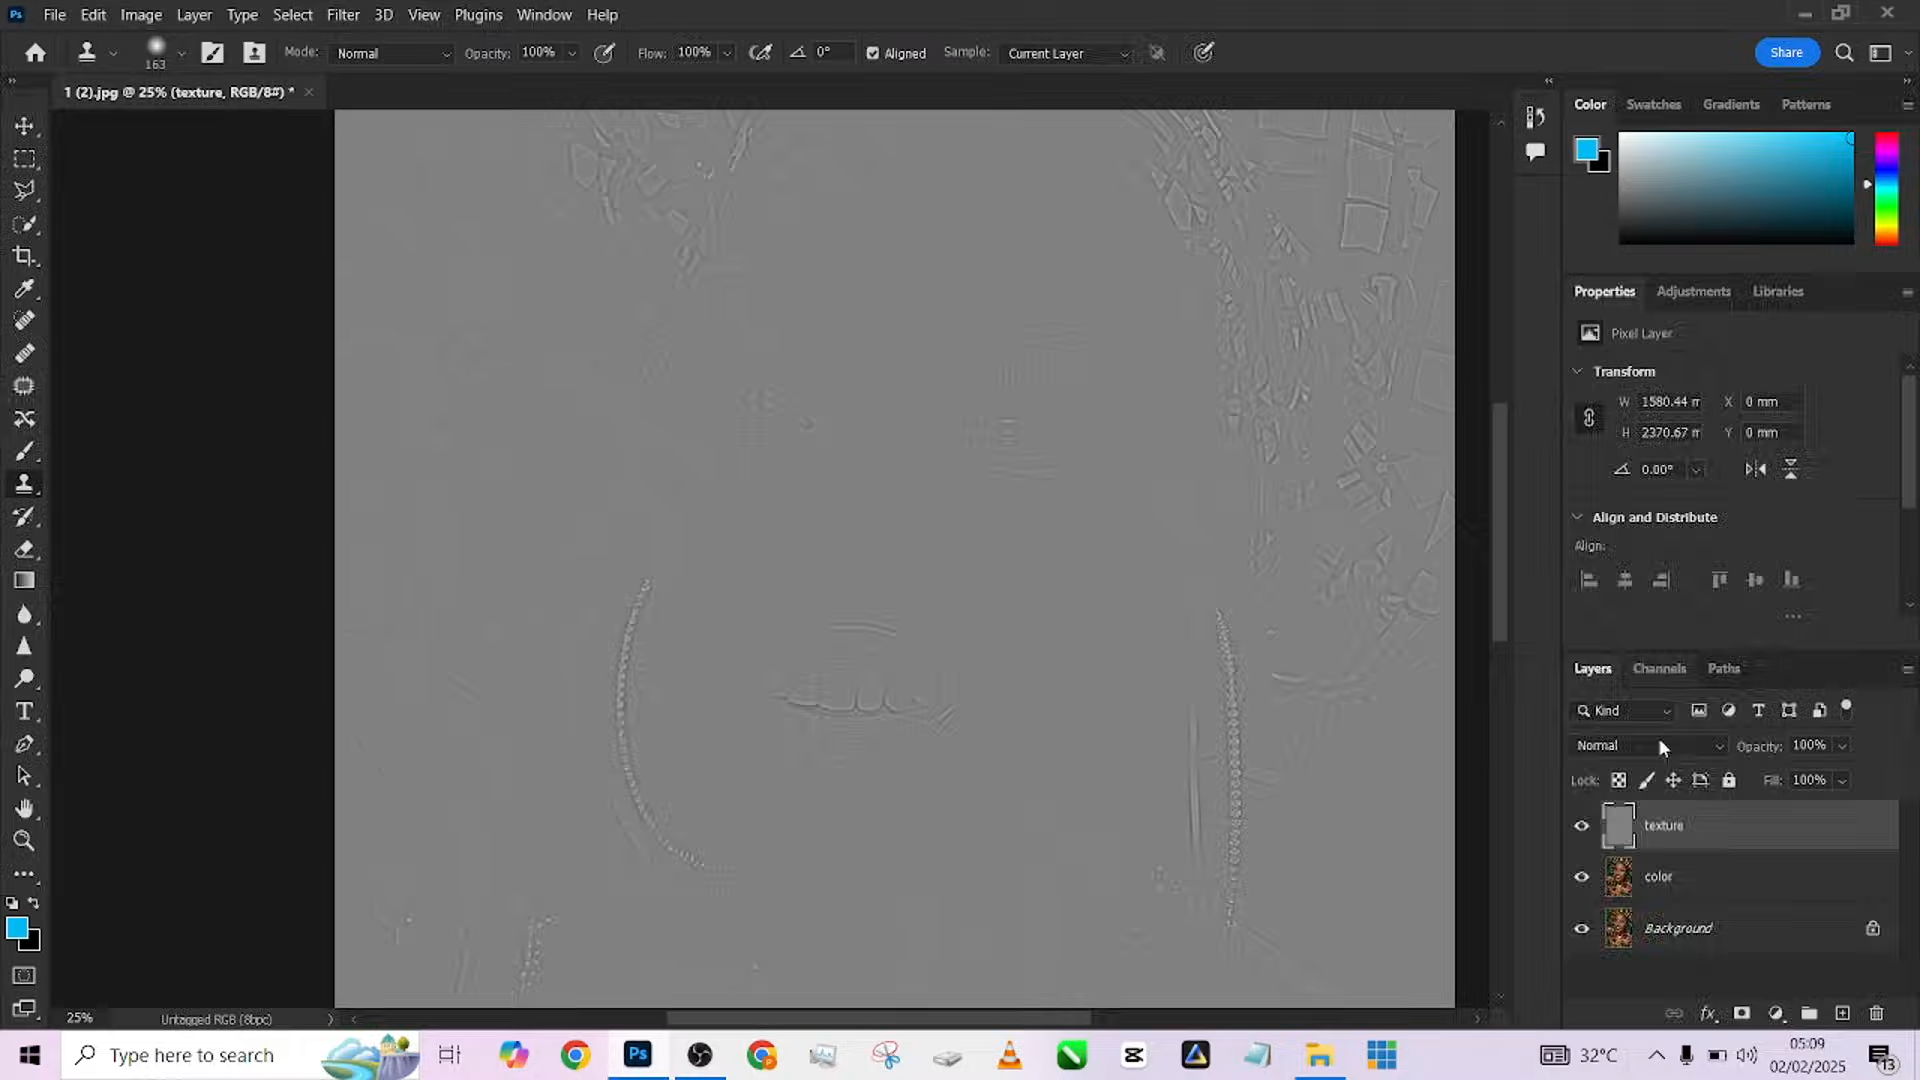 Ps File Edit Image Layer Type Select Filter 3D View Plugins Window Help
163 Mode: Normal Opacity: 100% Flow: 100% 0° Aligned Sample: Current Layer Share
1 (2).jpg @ 25% (texture, RGB/8#) *
Color Swatches Gradients Patterns
Properties Adjustments Libraries
Pixel Layer
Transform
W 1580.44 m X 0 mm
H 2370.67 m Y 0 mm
0.00°
Align and Distribute
Align:
Layers Channels Paths
Kind
Normal Opacity: 100%
Lock: Fill: 100%
texture
color
Background
25% Untagged RGB (8bpc)
Type here to search
Ps
32°C
05:09
02/02/2025
13